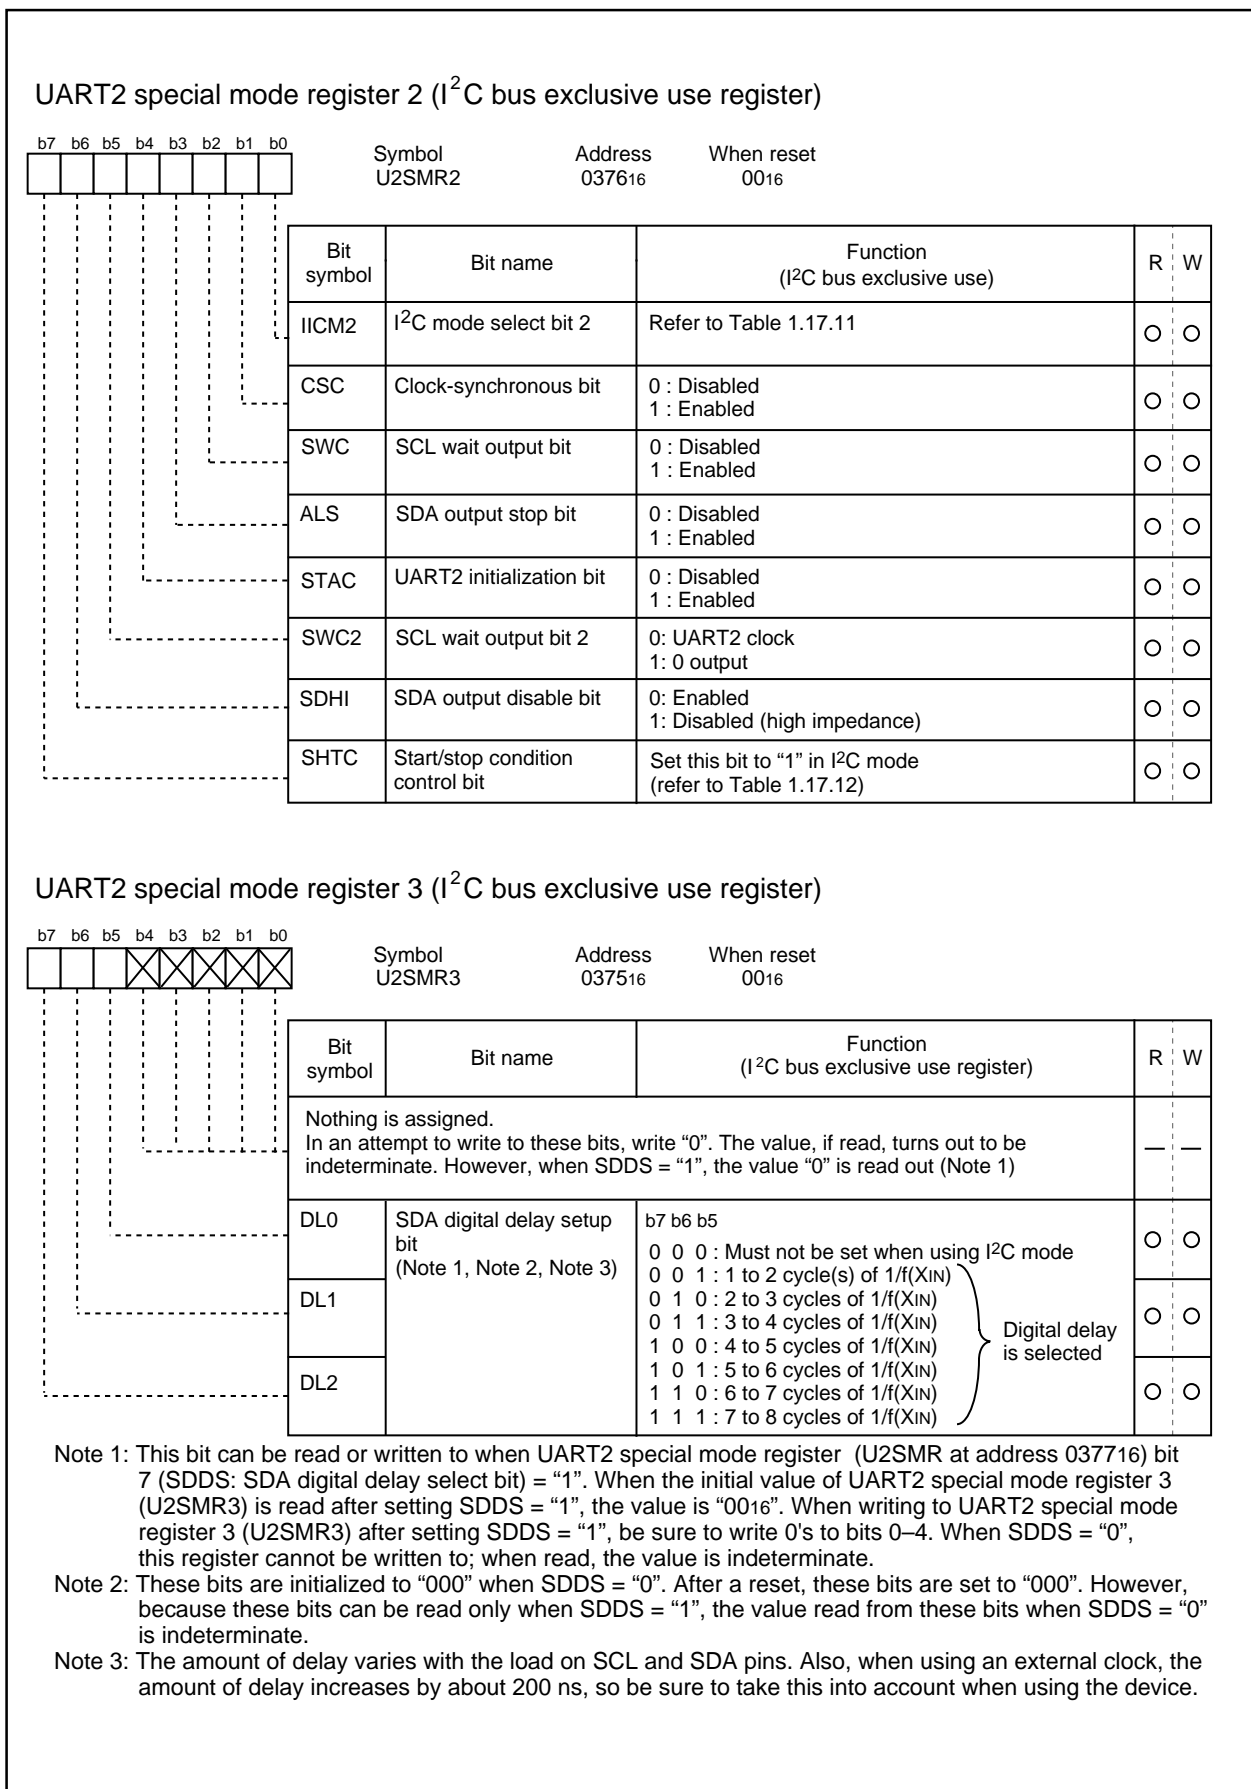 UART2 special mode register 2 (I2C bus exclusive use register)
b7 b6 b5 b4 b3 b2 b1 b0
Symbol Address When reset
U2SMR2 037616 0016
Bit symbol Bit name Function (I2C bus exclusive use) R W
IICM2 I2C mode select bit 2 Refer to Table 1.17.11
CSC Clock-synchronous bit 0 : Disabled
1 : Enabled
SWC SCL wait output bit 0 : Disabled
1 : Enabled
ALS SDA output stop bit 0 : Disabled
1 : Enabled
STAC UART2 initialization bit 0 : Disabled
1 : Enabled
SWC2 SCL wait output bit 2 0: UART2 clock
1: 0 output
SDHI SDA output disable bit 0: Enabled
1: Disabled (high impedance)
SHTC Start/stop condition control bit Set this bit to “1” in I2C mode
(refer to Table 1.17.12)
UART2 special mode register 3 (I2C bus exclusive use register)
b7 b6 b5 b4 b3 b2 b1 b0
Symbol Address When reset
U2SMR3 037516 0016
Bit symbol Bit name Function (I2C bus exclusive use register) R W
Nothing is assigned.
In an attempt to write to these bits, write “0”. The value, if read, turns out to be
indeterminate. However, when SDDS = “1”, the value “0” is read out (Note 1)
DL0 SDA digital delay setup
bit
(Note 1, Note 2, Note 3)
DL1
DL2
b7 b6 b5
0 0 0 : Must not be set when using I2C mode
0 0 1 : 1 to 2 cycle(s) of 1/f(XIN)
0 1 0 : 2 to 3 cycles of 1/f(XIN)
0 1 1 : 3 to 4 cycles of 1/f(XIN)
1 0 0 : 4 to 5 cycles of 1/f(XIN)
1 0 1 : 5 to 6 cycles of 1/f(XIN)
1 1 0 : 6 to 7 cycles of 1/f(XIN)
1 1 1 : 7 to 8 cycles of 1/f(XIN)
Digital delay
is selected
Note 1: This bit can be read or written to when UART2 special mode register (U2SMR at address 037716) bit
7 (SDDS: SDA digital delay select bit) = “1”. When the initial value of UART2 special mode register 3
(U2SMR3) is read after setting SDDS = “1”, the value is “0016”. When writing to UART2 special mode
register 3 (U2SMR3) after setting SDDS = “1”, be sure to write 0's to bits 0–4. When SDDS = “0”,
this register cannot be written to; when read, the value is indeterminate.
Note 2: These bits are initialized to “000” when SDDS = “0”. After a reset, these bits are set to “000”. However,
because these bits can be read only when SDDS = “1”, the value read from these bits when SDDS = “0”
is indeterminate.
Note 3: The amount of delay varies with the load on SCL and SDA pins. Also, when using an external clock, the
amount of delay increases by about 200 ns, so be sure to take this into account when using the device.